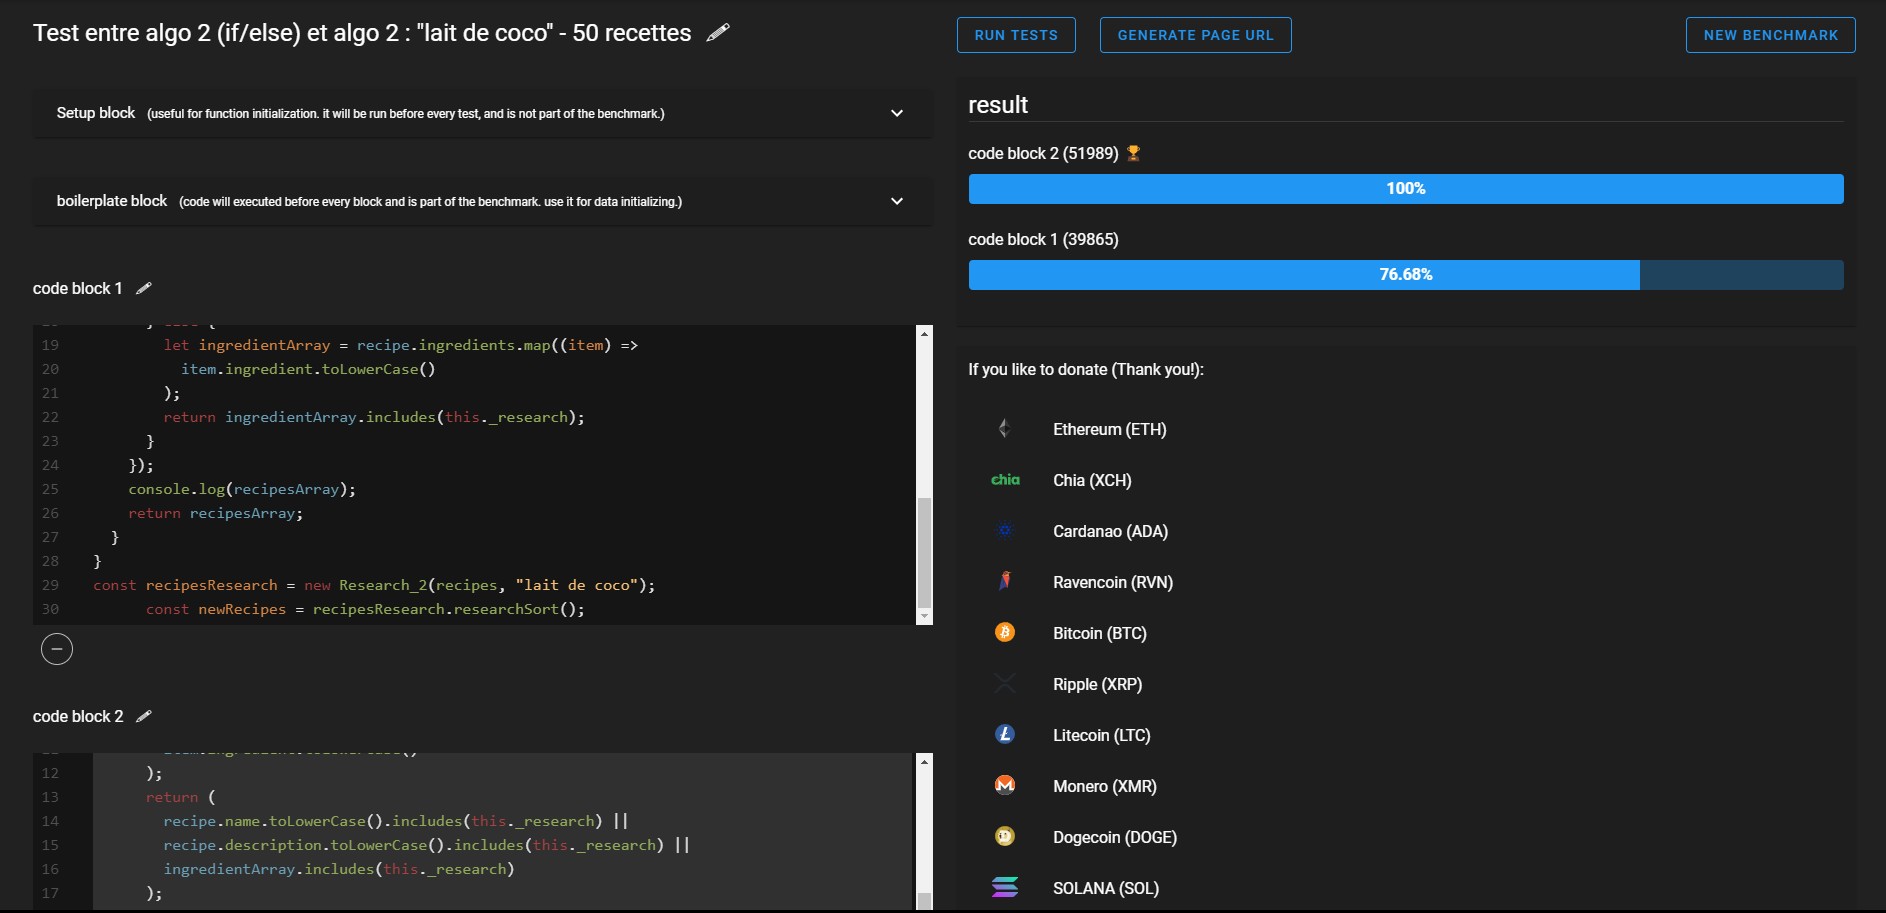 Test entre algo 2 (if/else) et algo 2 : "lait de coco" - 50 recettes
RUN TESTS
GENERATE PAGE URL
NEW BENCHMARK
Setup block (useful for function initialization. it will be run before every test, and is not part of the benchmark.)
boilerplate block (code will executed before every block and is part of the benchmark. use it for data initializing.)
code block 1
19 let ingredientArray = recipe.ingredients.map((item) =>
20 item.ingredient.toLowerCase()
21 );
22 return ingredientArray.includes(this._research);
23 }
24 });
25 console.log(recipesArray);
26 return recipesArray;
27 }
28 }
29 const recipesResearch = new Research_2(recipes, "lait de coco");
30 const newRecipes = recipesResearch.researchSort();
code block 2
12 );
13 return (
14 recipe.name.toLowerCase().includes(this._research) ||
15 recipe.description.toLowerCase().includes(this._research) ||
16 ingredientArray.includes(this._research)
17 );
result
code block 2 (51989)
100%
code block 1 (39865)
76.68%
If you like to donate (Thank you!):
Ethereum (ETH)
chia
Chia (XCH)
Cardanao (ADA)
Ravencoin (RVN)
Bitcoin (BTC)
Ripple (XRP)
Litecoin (LTC)
Monero (XMR)
Dogecoin (DOGE)
SOLANA (SOL)